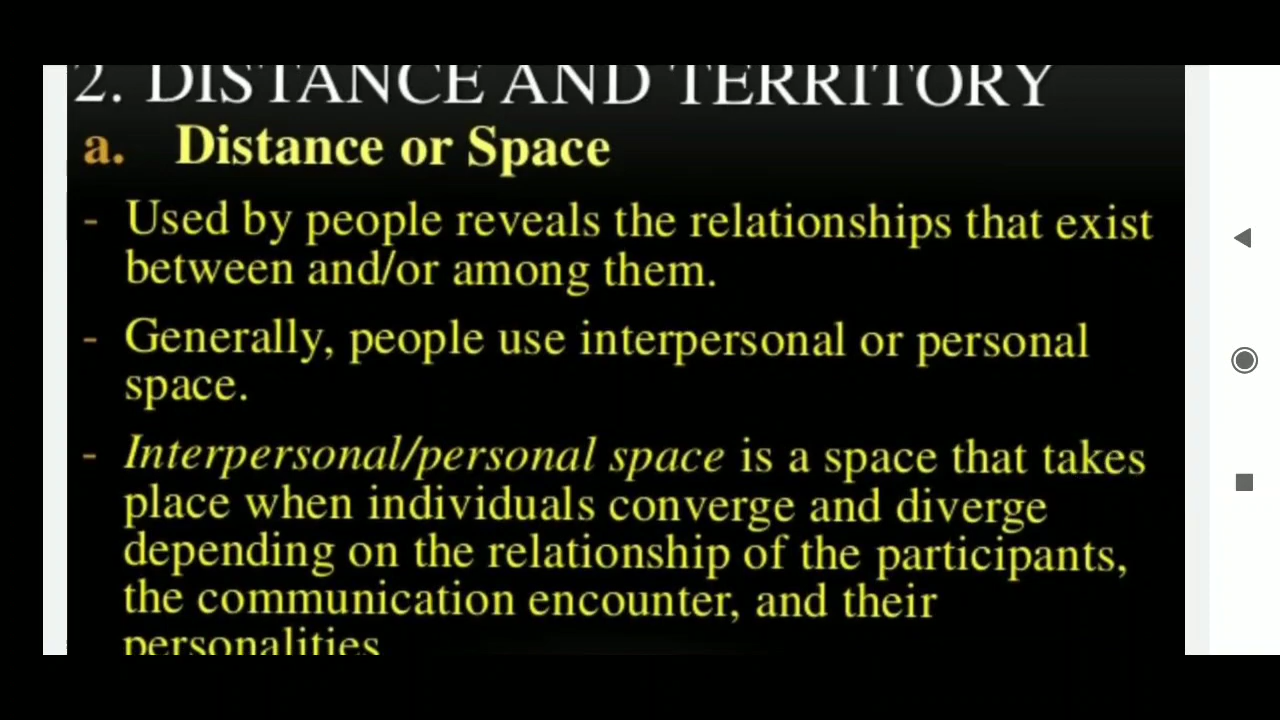 2. DISTANCE AND TERRITORY
a. Distance or Space
- Used by people reveals the relationships that exist
between and/or among them.
- Generally, people use interpersonal or personal
space.
- Interpersonal/personal space is a space that takes
place when individuals converge and diverge
depending on the relationship of the participants,
the communication encounter, and their
personalities